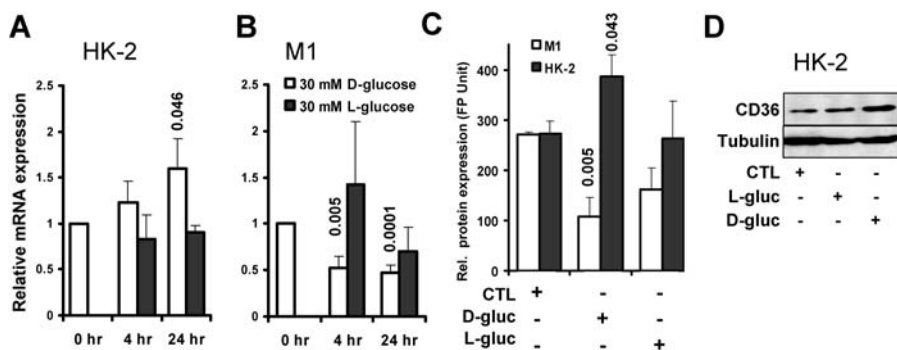 A
HK-2
Relative mRNA expression
2.5
2
1.5
1
0.5
0
0.046
0 hr 4 hr 24 hr
B
M1
2.5
2
1.5
1
0.5
0
30 mM D-glucose
30 mM L-glucose
0.005
0.0001
0 hr 4 hr 24 hr
C
M1
HK-2
Rel. protein expression (FP Unit)
400
300
200
100
0
0.005
0.043
CTL + - -
D-gluc - + -
L-gluc - - +
D
HK-2
CD36
Tubulin
CTL + - -
L-gluc - + -
D-gluc - - +